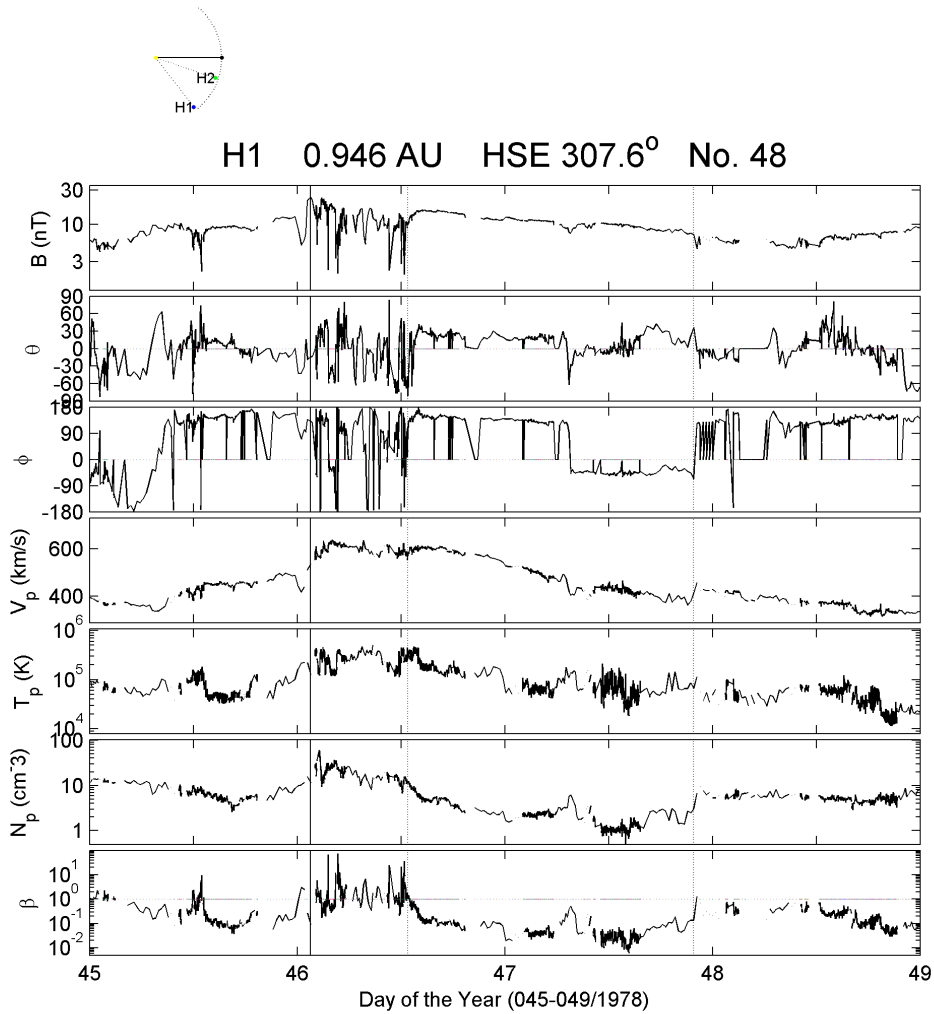 H2
H1
H1 0.946 AU HSE 307.6o No. 48
30
10
3
B (nT)
90
60
30
0
-30
-60
-90
θ
180
90
0
-90
-180
ϕ
600
400
Vp (km/s)
10^6
10^5
10^4
Tp (K)
100
10
1
Np (cm-3)
10^1
10^0
10^-1
10^-2
β
45 46 47 48 49
Day of the Year (045-049/1978)